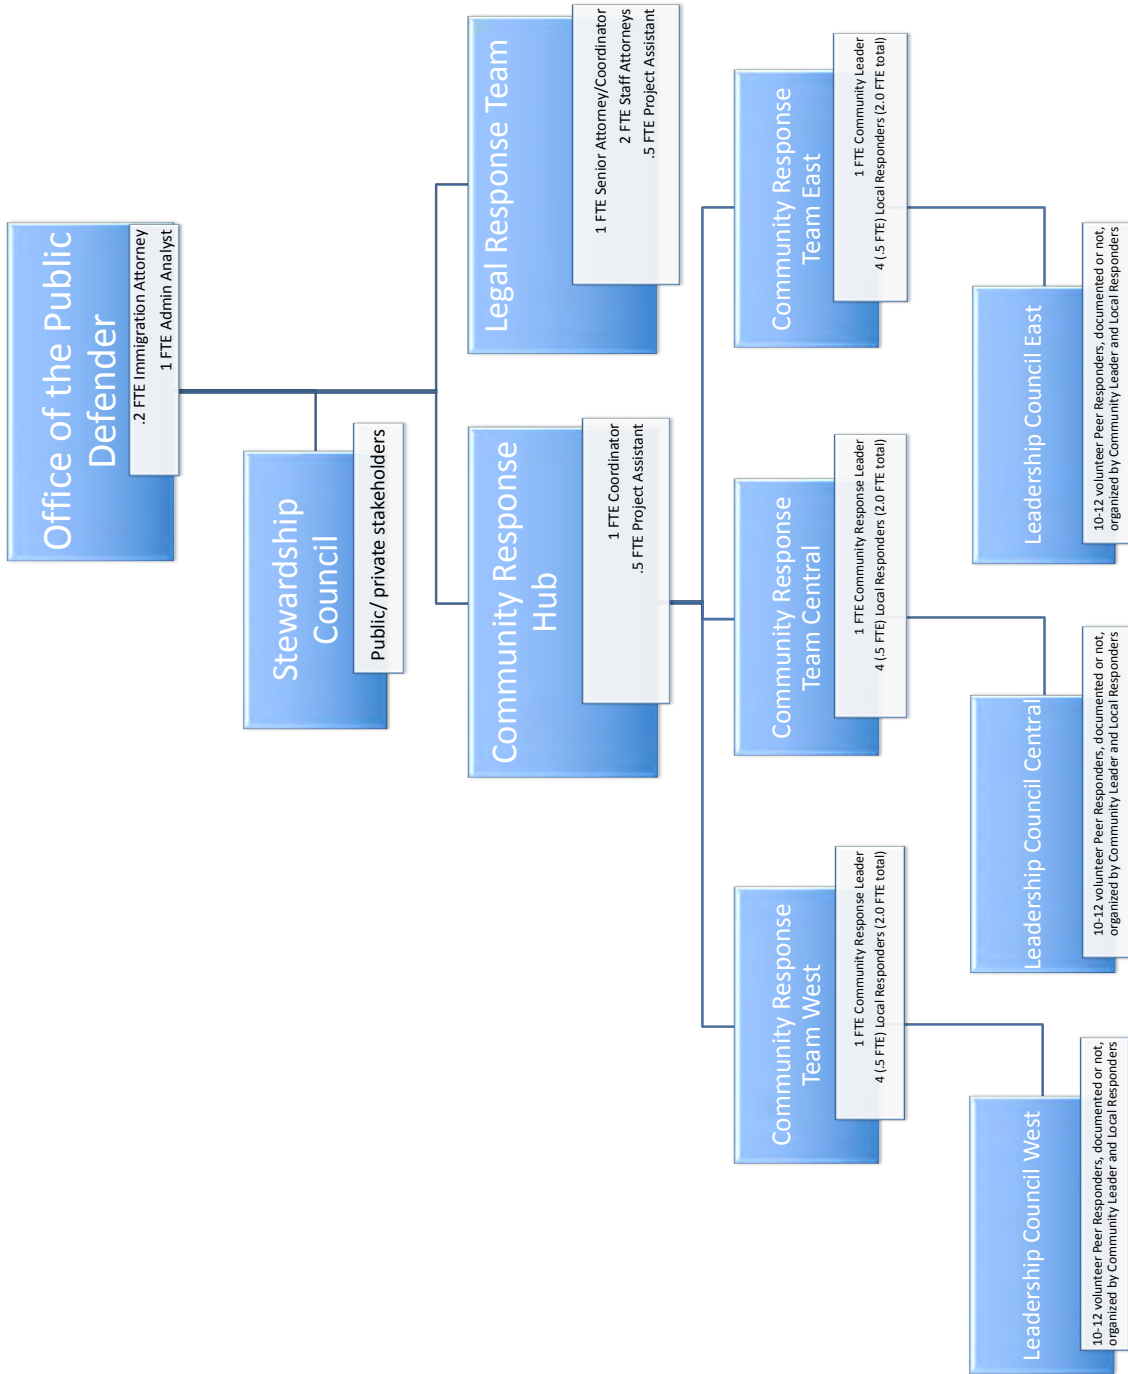 Office of the Public
Defender
.2 FTE Immigration Attorney
1 FTE Admin Analyst
Stewardship
Council
Public/ private stakeholders
Community Response
Hub
1 FTE Coordinator
.5 FTE Project Assistant
Legal Response Team
1 FTE Senior Attorney/Coordinator
2 FTE Staff Attorneys
.5 FTE Project Assistant
Community Response
Team West
1 FTE Community Response Leader
4 (.5 FTE) Local Responders (2.0 FTE total)
Community Response
Team Central
1 FTE Community Response Leader
4 (.5 FTE) Local Responders (2.0 FTE total)
Community Response
Team East
1 FTE Community Leader
4 (.5 FTE) Local Responders (2.0 FTE total)
Leadership Council West
10-12 volunteer Peer Responders, documented or not,
organized by Community Leader and Local Responders
Leadership Council Central
10-12 volunteer Peer Responders, documented or not,
organized by Community Leader and Local Responders
Leadership Council East
10-12 volunteer Peer Responders, documented or not,
organized by Community Leader and Local Responders